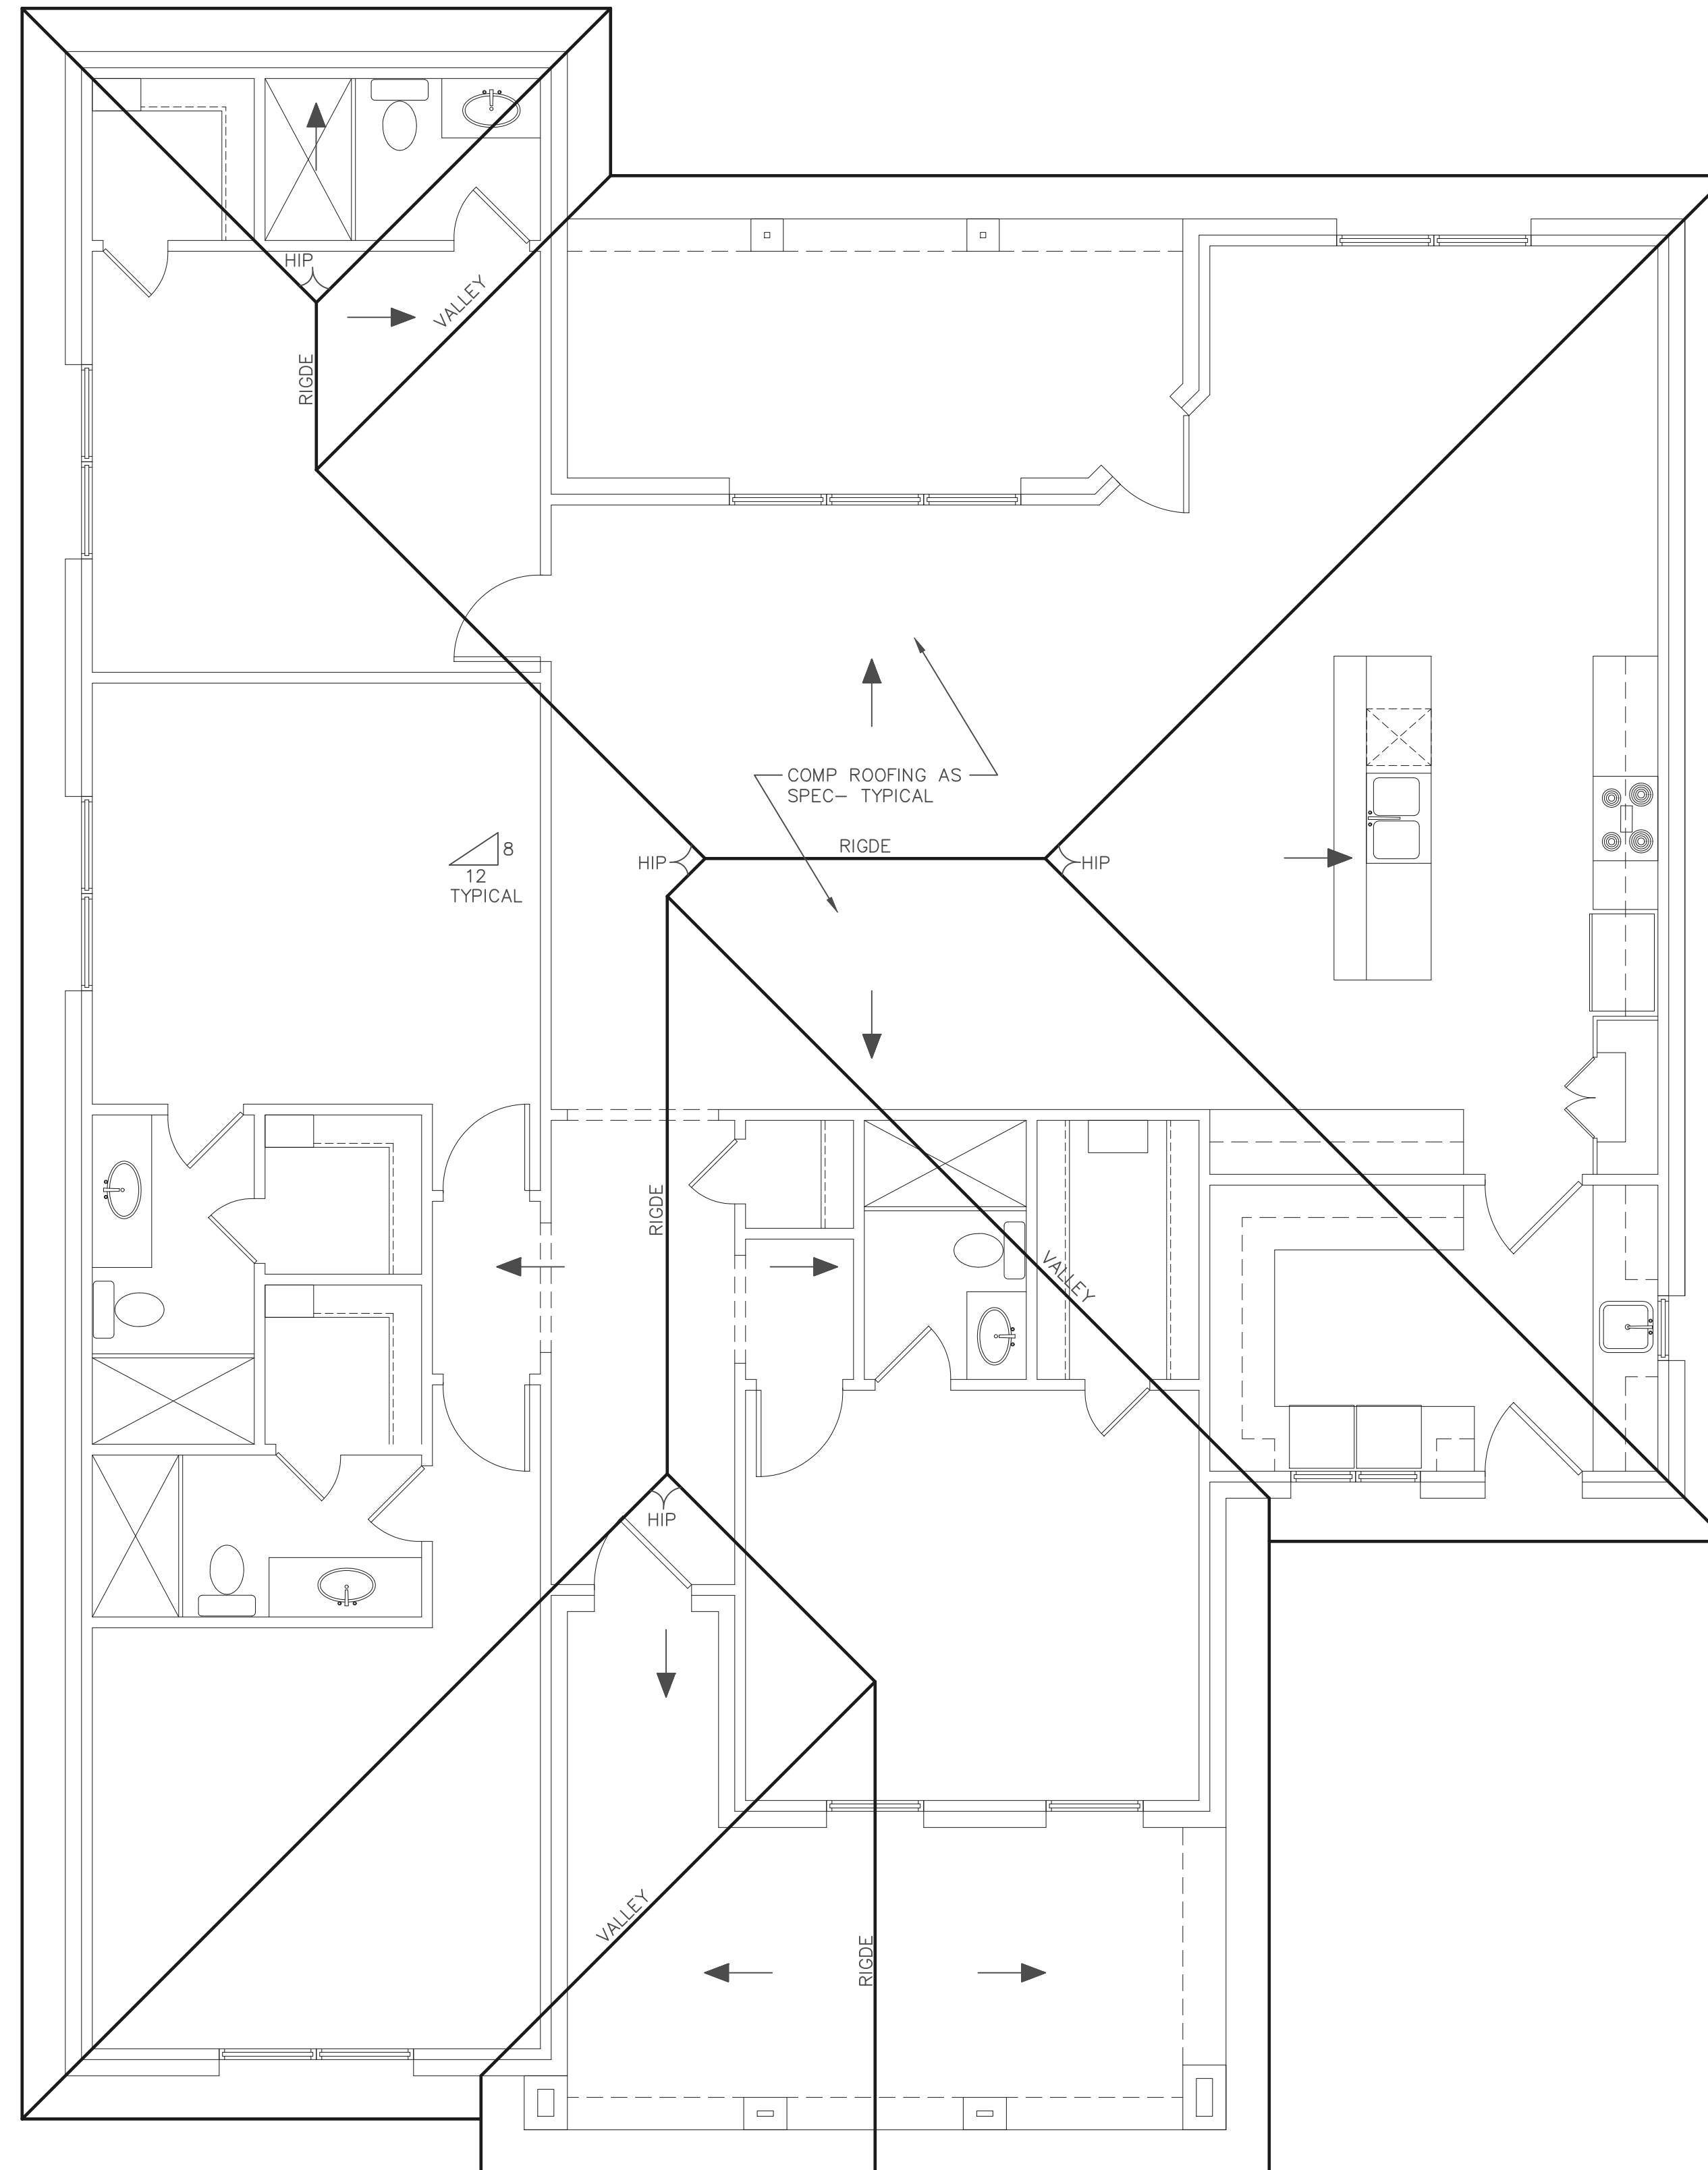 HIP
VALLEY
RIGDE
COMP ROOFING AS
SPEC- TYPICAL
RIGDE
8
12
TYPICAL
HIP
HIP
RIGDE
VALLEY
HIP
VALLEY
RIGDE